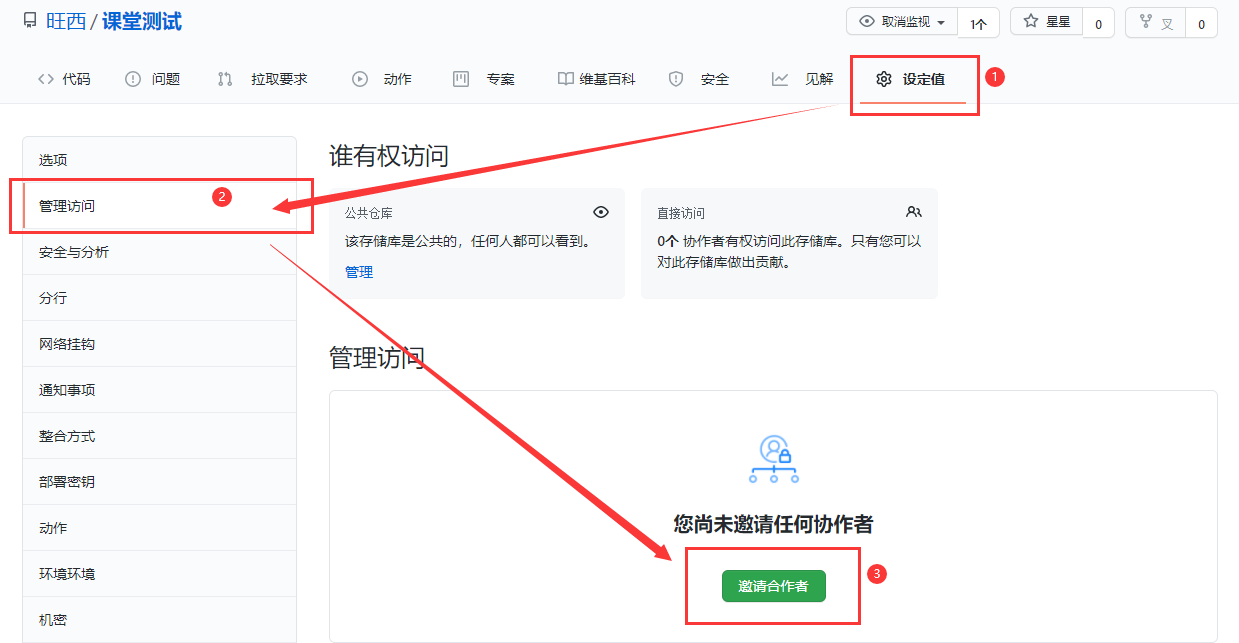 旺西 / 课堂测试
取消监视 1个 星星 0 叉 0
代码 问题 拉取要求 动作 专案 维基百科 安全 见解 设定值 1
选项
管理访问 2
安全与分析
分行
网络挂钩
通知事项
整合方式
部署密钥
动作
环境环境
机密
谁有权访问
公共仓库
该存储库是公共的，任何人都可以看到。
管理
直接访问
0个 协作者有权访问此存储库。只有您可以
对此存储库做出贡献。
管理访问
您尚未邀请任何协作者
邀请合作者 3